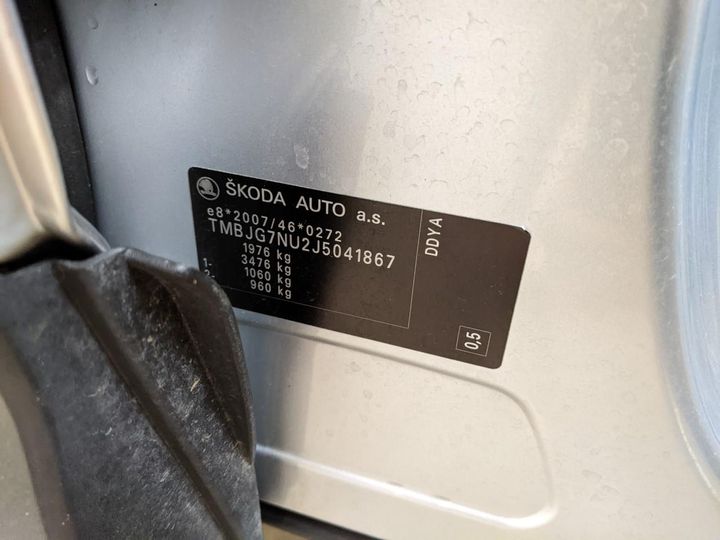 ŠKODA AUTO a.s.
e8*2007/46*0272
TMBJG7NU2J5041867
1976 kg
1- 3476 kg
2- 1060 kg
960 kg
DDYA
0,5